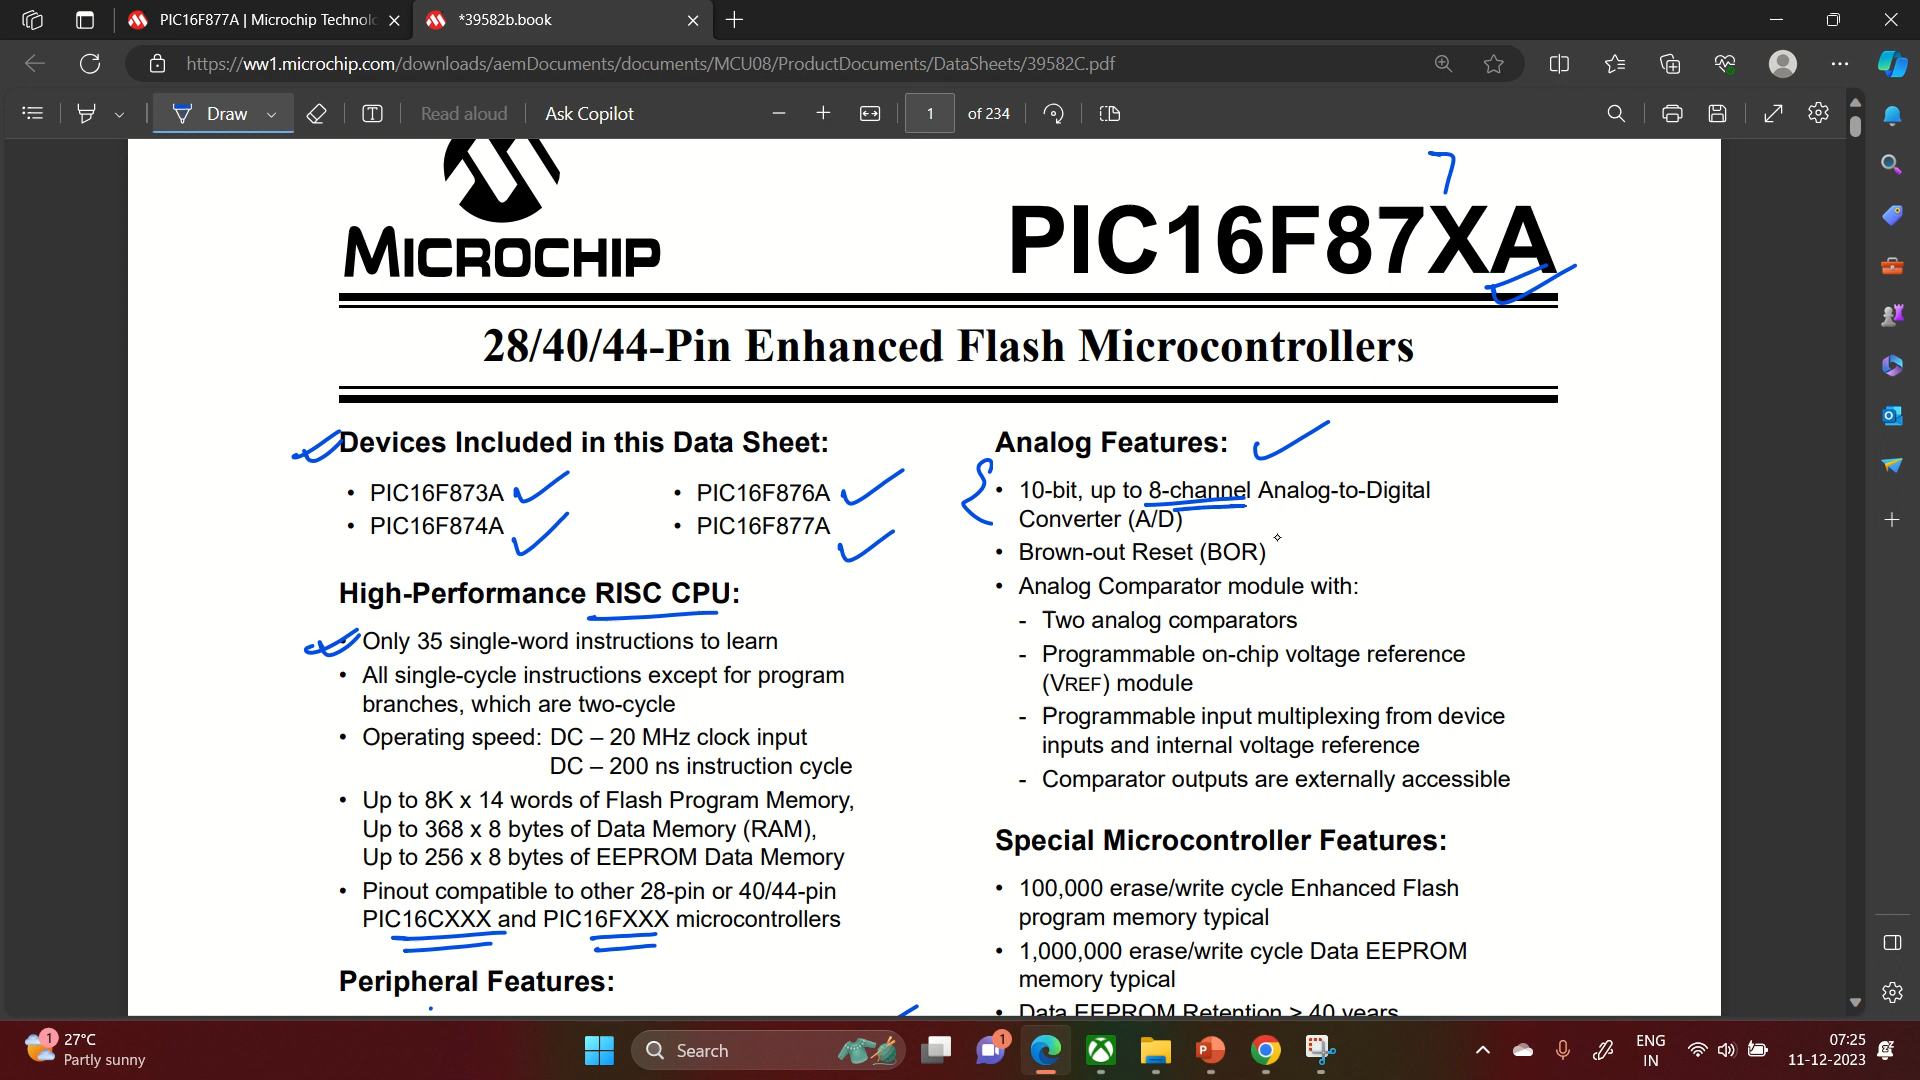 PIC16F877A | Microchip Technolo
*39582b.book
https://ww1.microchip.com/downloads/aemDocuments/documents/MCU08/ProductDocuments/DataSheets/39582C.pdf
Draw
Read aloud
Ask Copilot
1
of 234
7
MICROCHIP
PIC16F87XA
28/40/44-Pin Enhanced Flash Microcontrollers
Devices Included in this Data Sheet:
• PIC16F873A
• PIC16F876A
• PIC16F874A
• PIC16F877A
High-Performance RISC CPU:
• Only 35 single-word instructions to learn
• All single-cycle instructions except for program
branches, which are two-cycle
• Operating speed: DC – 20 MHz clock input
DC – 200 ns instruction cycle
• Up to 8K x 14 words of Flash Program Memory,
Up to 368 x 8 bytes of Data Memory (RAM),
Up to 256 x 8 bytes of EEPROM Data Memory
• Pinout compatible to other 28-pin or 40/44-pin
PIC16CXXX and PIC16FXXX microcontrollers
Peripheral Features:
Analog Features:
• 10-bit, up to 8-channel Analog-to-Digital
Converter (A/D)
• Brown-out Reset (BOR)
• Analog Comparator module with:
- Two analog comparators
- Programmable on-chip voltage reference
(VREF) module
- Programmable input multiplexing from device
inputs and internal voltage reference
- Comparator outputs are externally accessible
Special Microcontroller Features:
• 100,000 erase/write cycle Enhanced Flash
program memory typical
• 1,000,000 erase/write cycle Data EEPROM
memory typical
• Data EEPROM Retention > 40 years
1
27°C
Partly sunny
Search
1
ENG
IN
07:25
11-12-2023